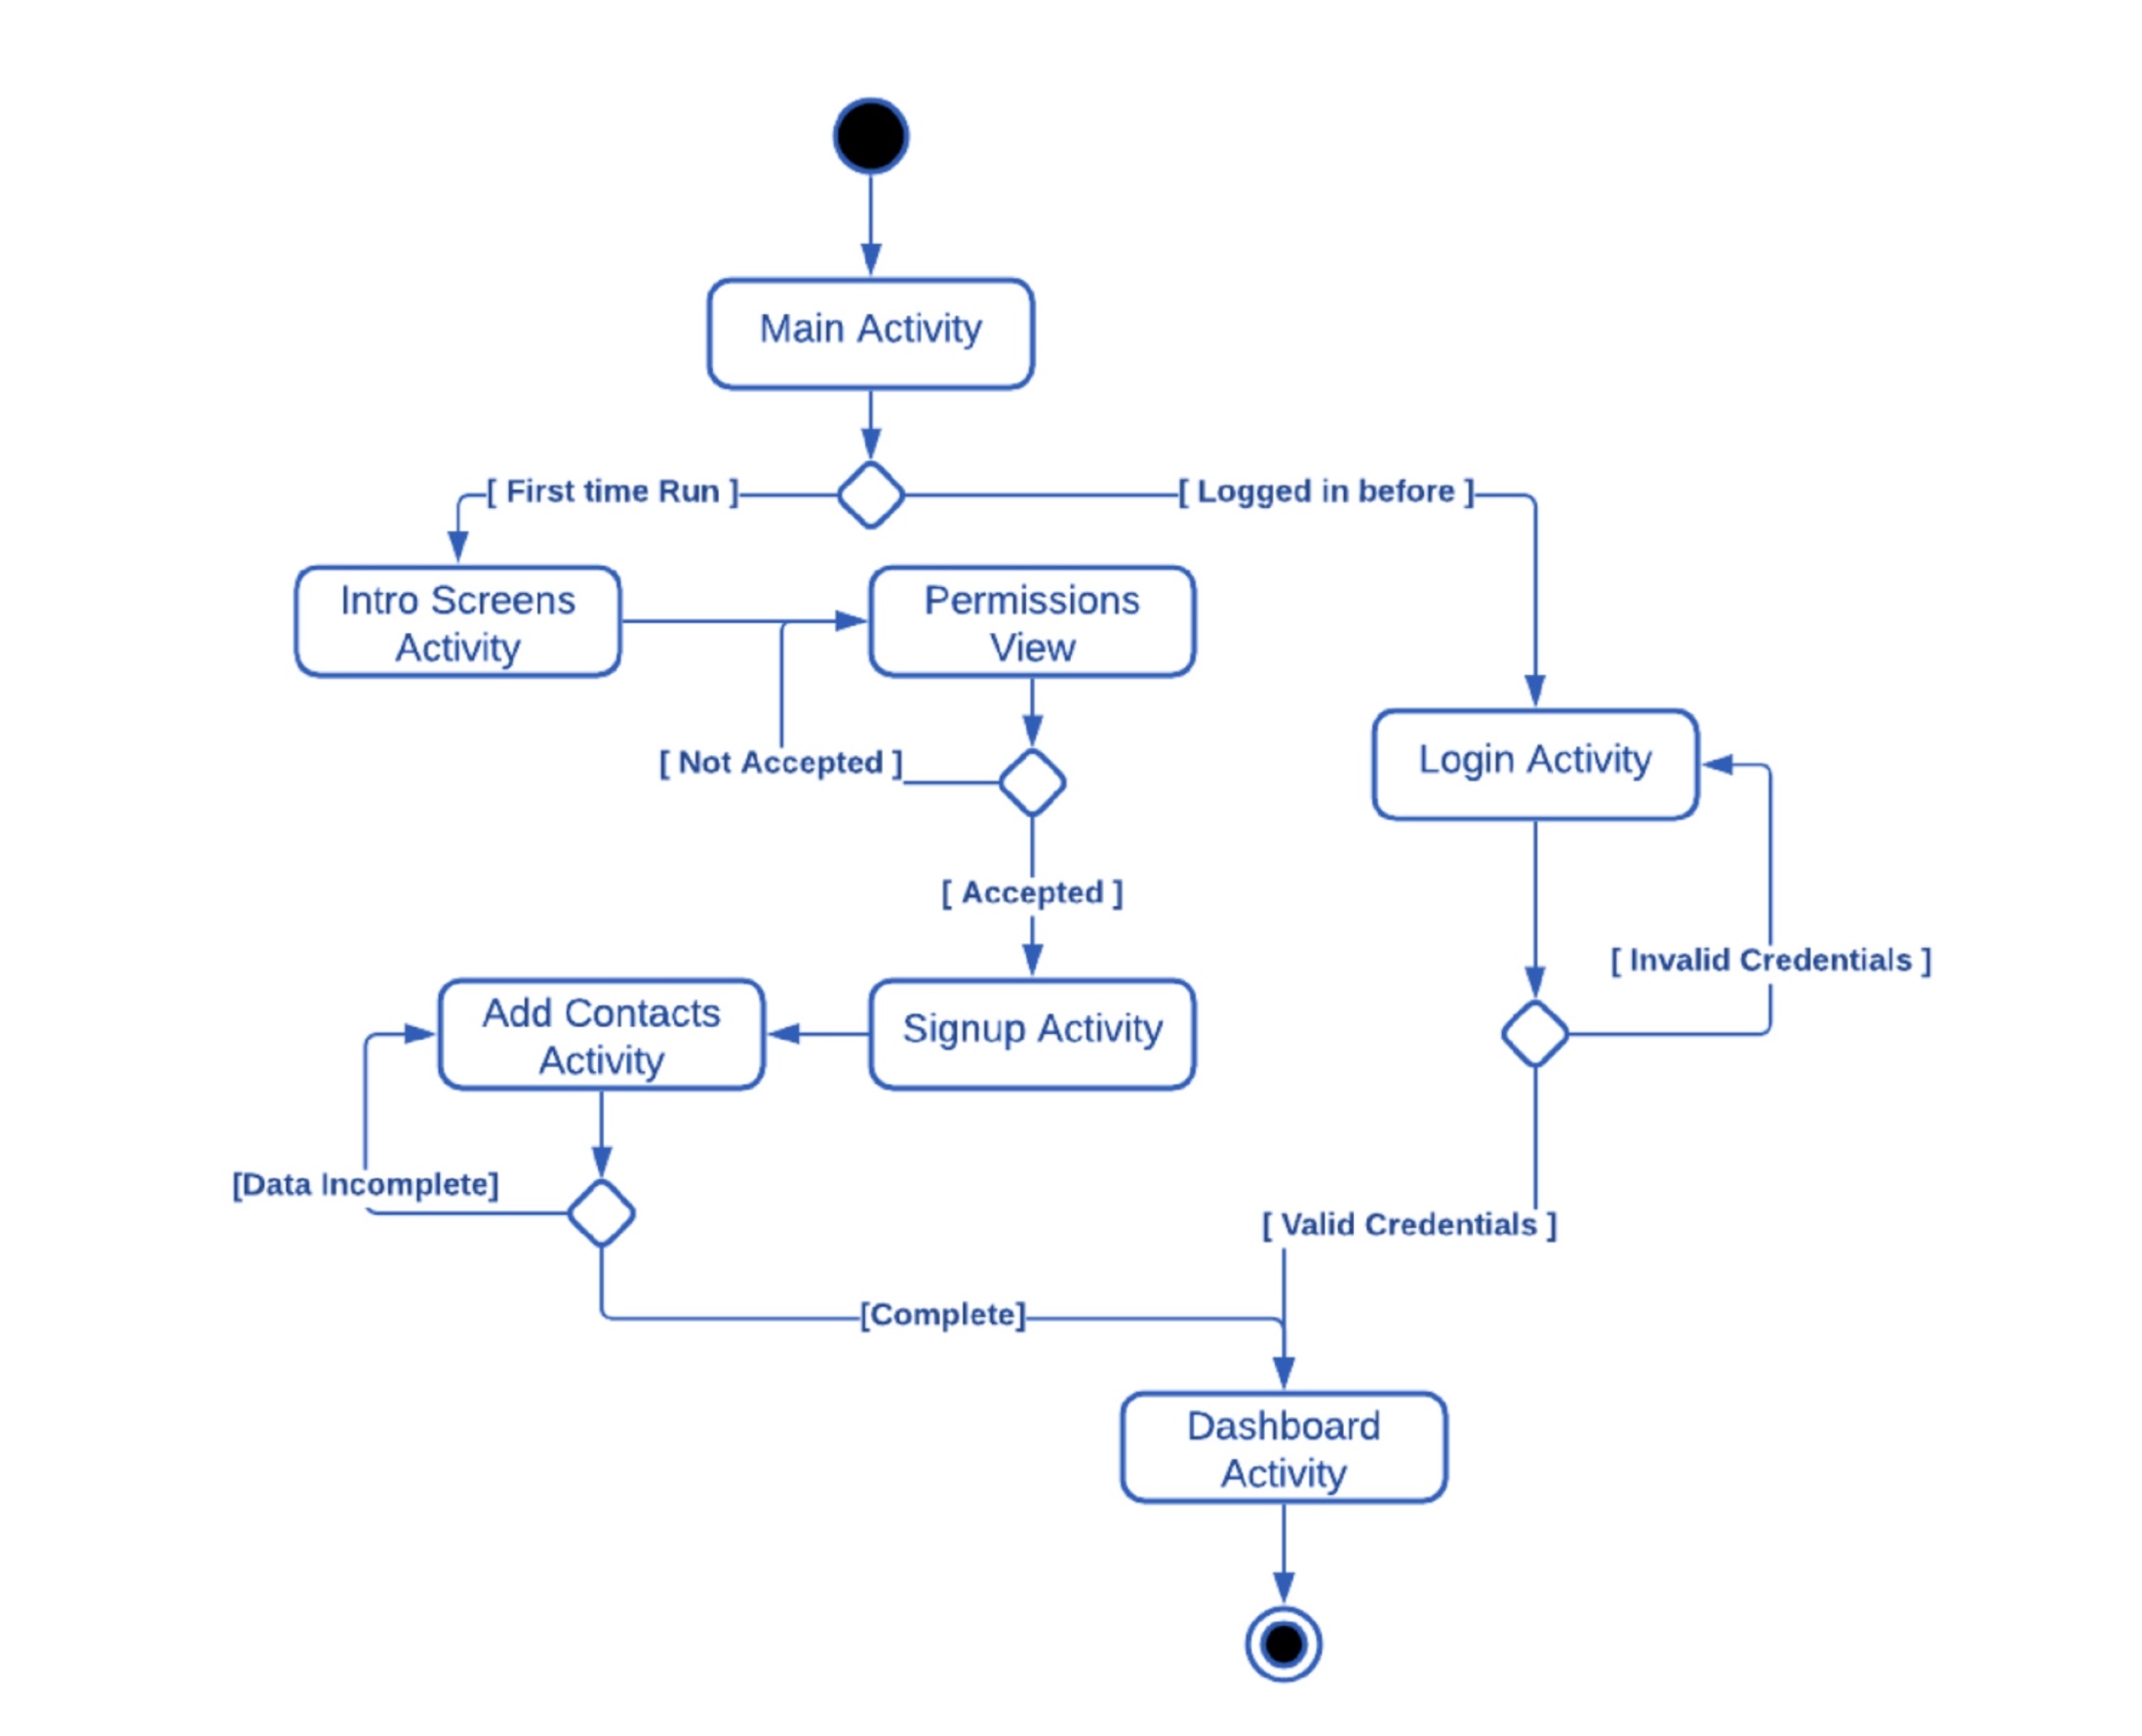 Main Activity
[ First time Run ]
[ Logged in before ]
Intro Screens
Activity
Permissions
View
[ Not Accepted ]
Login Activity
[ Accepted ]
[ Invalid Credentials ]
Add Contacts
Activity
Signup Activity
[Data Incomplete]
[ Valid Credentials ]
[Complete]
Dashboard
Activity